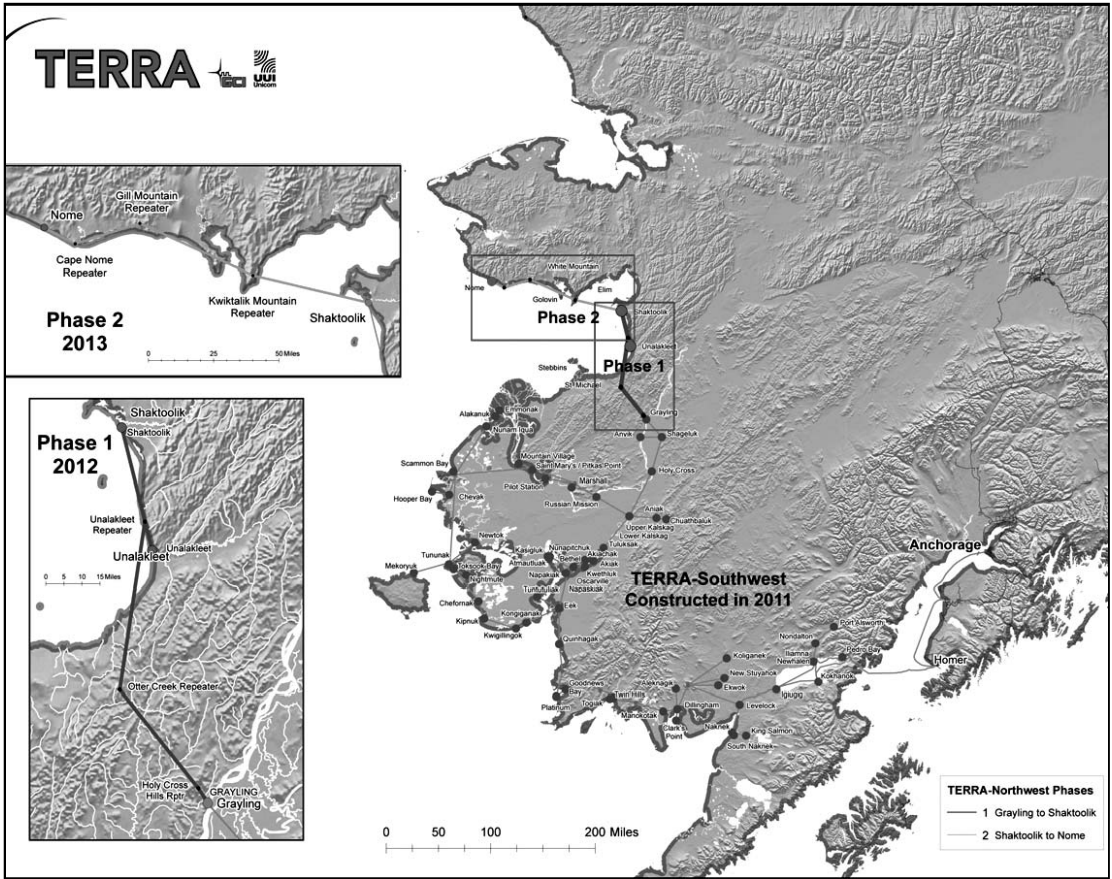 TERRA
GCI
UUI
Unicom
Nome
Gill Mountain
Repeater
Cape Nome
Repeater
Kwiktalik Mountain
Repeater
Shaktoolik
Phase 2
2013
0 50 Miles
Phase 1
2012
Shaktoolik
Shaktoolik
Unalakleet
Repeater
Unalakleet
Unalakleet
0 5 10 15 Miles
Otter Creek Repeater
Holy Cross
Hills Rptr
GRAYLING
Grayling
White Mountain
Nome
Golovin
Elim
Phase 2
Shaktoolik
Unalakleet
Phase 1
Stebbins
St. Michael
Grayling
Anvik
Shageluk
Alakanuk
Emmonak
Nunam Iqua
Mountain Village
Saint Mary's / Pitkas Point
Pilot Station
Marshall
Russian Mission
Holy Cross
Scammon Bay
Hooper Bay
Chevak
Aniak
Chuathbaluk
Upper Kalskag
Lower Kalskag
Tuluksak
Newtok
Kasigluk
Nunapitchuk
Akiachak
Atmautluak
Bethel
Akiak
Kwethluk
Napakiak
Oscarville
Napaskiak
Tununak
Toksook Bay
Nightmute
Mekoryuk
Tuntutuliak
Chefornak
Kongiganak
Kipnuk
Kwigillingok
Eek
Quinhagak
TERRA-Southwest
Constructed in 2011
Anchorage
Port Alsworth
Nondalton
Iliamna
Newhalen
Pedro Bay
Kokhanok
Homer
Koliganek
New Stuyahok
Aleknagik
Ekwok
Igiugig
Goodnews
Bay
Platinum
Togiak
Twin Hills
Manokotak
Dillingham
Clark's
Point
Levelock
Naknek
King Salmon
South Naknek
0 50 100 200 Miles
TERRA-Northwest Phases
1 Grayling to Shaktoolik
2 Shaktoolik to Nome